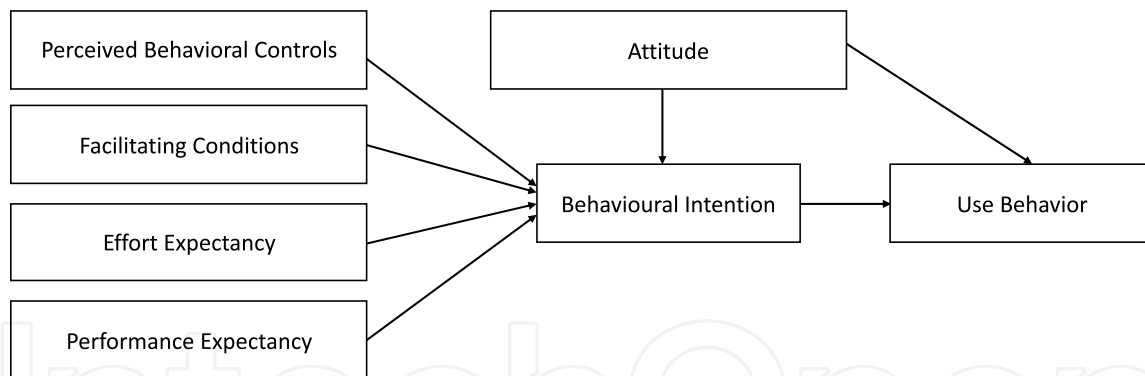 Perceived Behavioral Controls
Attitude
Facilitating Conditions
Behavioural Intention
Use Behavior
Effort Expectancy
Performance Expectancy